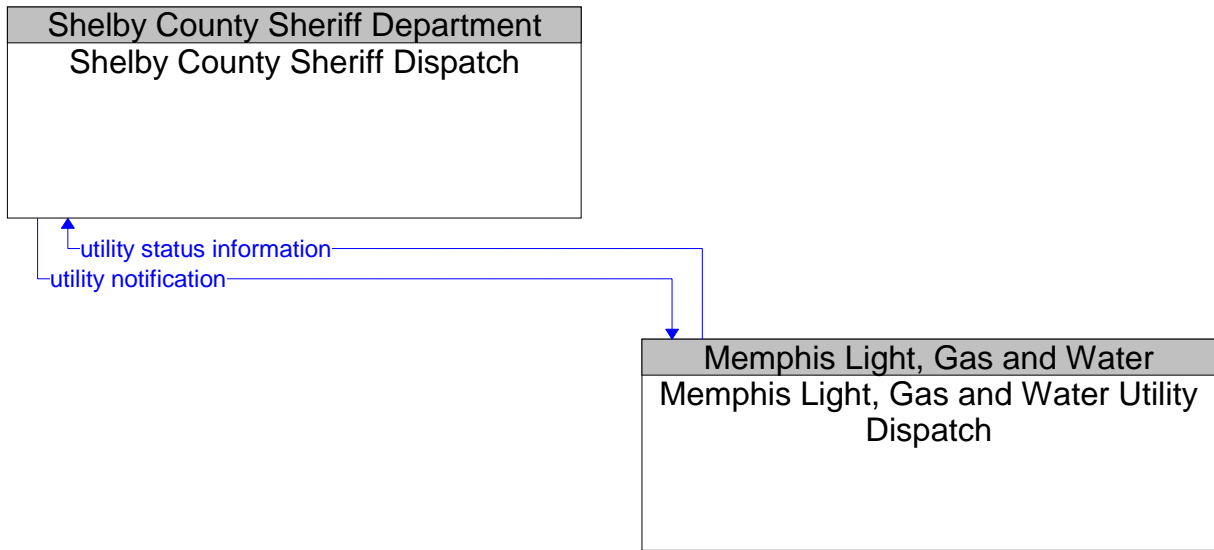 Shelby County Sheriff Department
Shelby County Sheriff Dispatch
utility status information
utility notification
Memphis Light, Gas and Water
Memphis Light, Gas and Water Utility
Dispatch